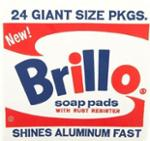 24 GIANT SIZE PKGS.
New!
Brillo®
soap pads
WITH RUST RESISTER
SHINES ALUMINUM FAST